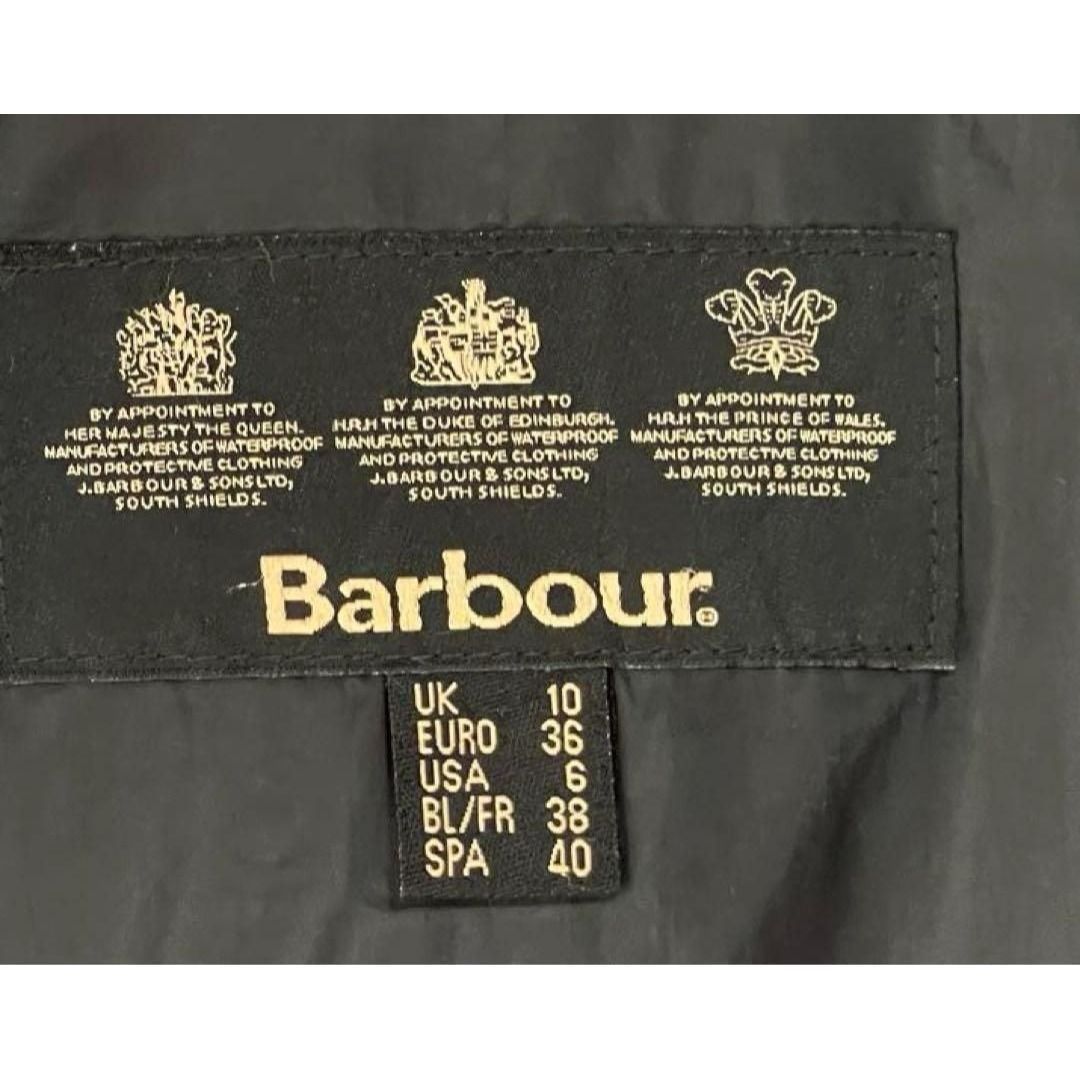 BY APPOINTMENT TO
HER MAJESTY THE QUEEN.
MANUFACTURERS OF WATERPROOF
AND PROTECTIVE CLOTHING
J. BARBOUR & SONS LTD,
SOUTH SHIELDS.
BY APPOINTMENT TO
H.R.H THE DUKE OF EDINBURGH.
MANUFACTURERS OF WATERPROOF
AND PROTECTIVE CLOTHING
J. BARBOUR & SONS LTD,
SOUTH SHIELDS.
BY APPOINTMENT TO
H.R.H THE PRINCE OF WALES.
MANUFACTURERS OF WATERPROOF
AND PROTECTIVE CLOTHING
J. BARBOUR & SONS LTD,
SOUTH SHIELDS.
Barbour.®
UK 10
EURO 36
USA 6
BL/FR 38
SPA 40